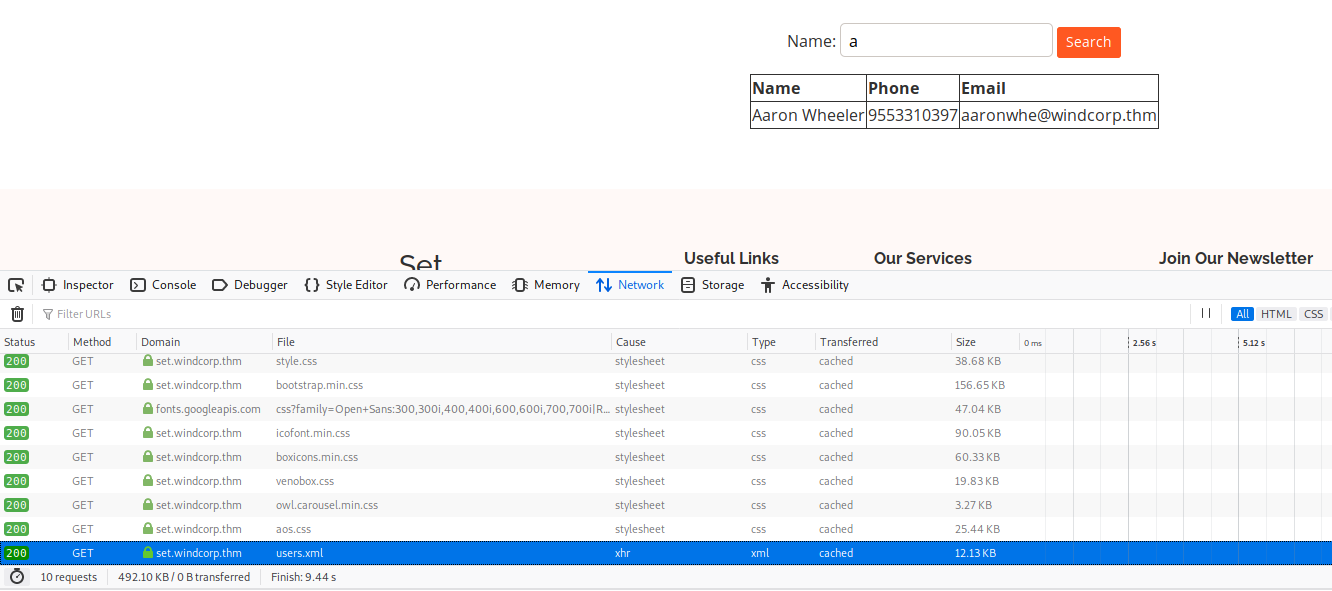 Name: a Search
Name Phone Email
Aaron Wheeler 9553310397 aaronwhe@windcorp.thm
Set Useful Links Our Services Join Our Newsletter
Inspector Console Debugger Style Editor Performance Memory Network Storage Accessibility
Filter URLs All HTML CSS
Status Method Domain File Cause Type Transferred Size 0 ms 2.56 s 5.12 s
200 GET set.windcorp.thm style.css stylesheet css cached 38.68 KB
200 GET set.windcorp.thm bootstrap.min.css stylesheet css cached 156.65 KB
200 GET fonts.googleapis.com css?family=Open+Sans:300,300i,400,400i,600,600i,700,700i|R... stylesheet css cached 47.04 KB
200 GET set.windcorp.thm icofont.min.css stylesheet css cached 90.05 KB
200 GET set.windcorp.thm boxicons.min.css stylesheet css cached 60.33 KB
200 GET set.windcorp.thm venobox.css stylesheet css cached 19.83 KB
200 GET set.windcorp.thm owl.carousel.min.css stylesheet css cached 3.27 KB
200 GET set.windcorp.thm aos.css stylesheet css cached 25.44 KB
200 GET set.windcorp.thm users.xml xhr xml cached 12.13 KB
10 requests 492.10 KB / 0 B transferred Finish: 9.44 s